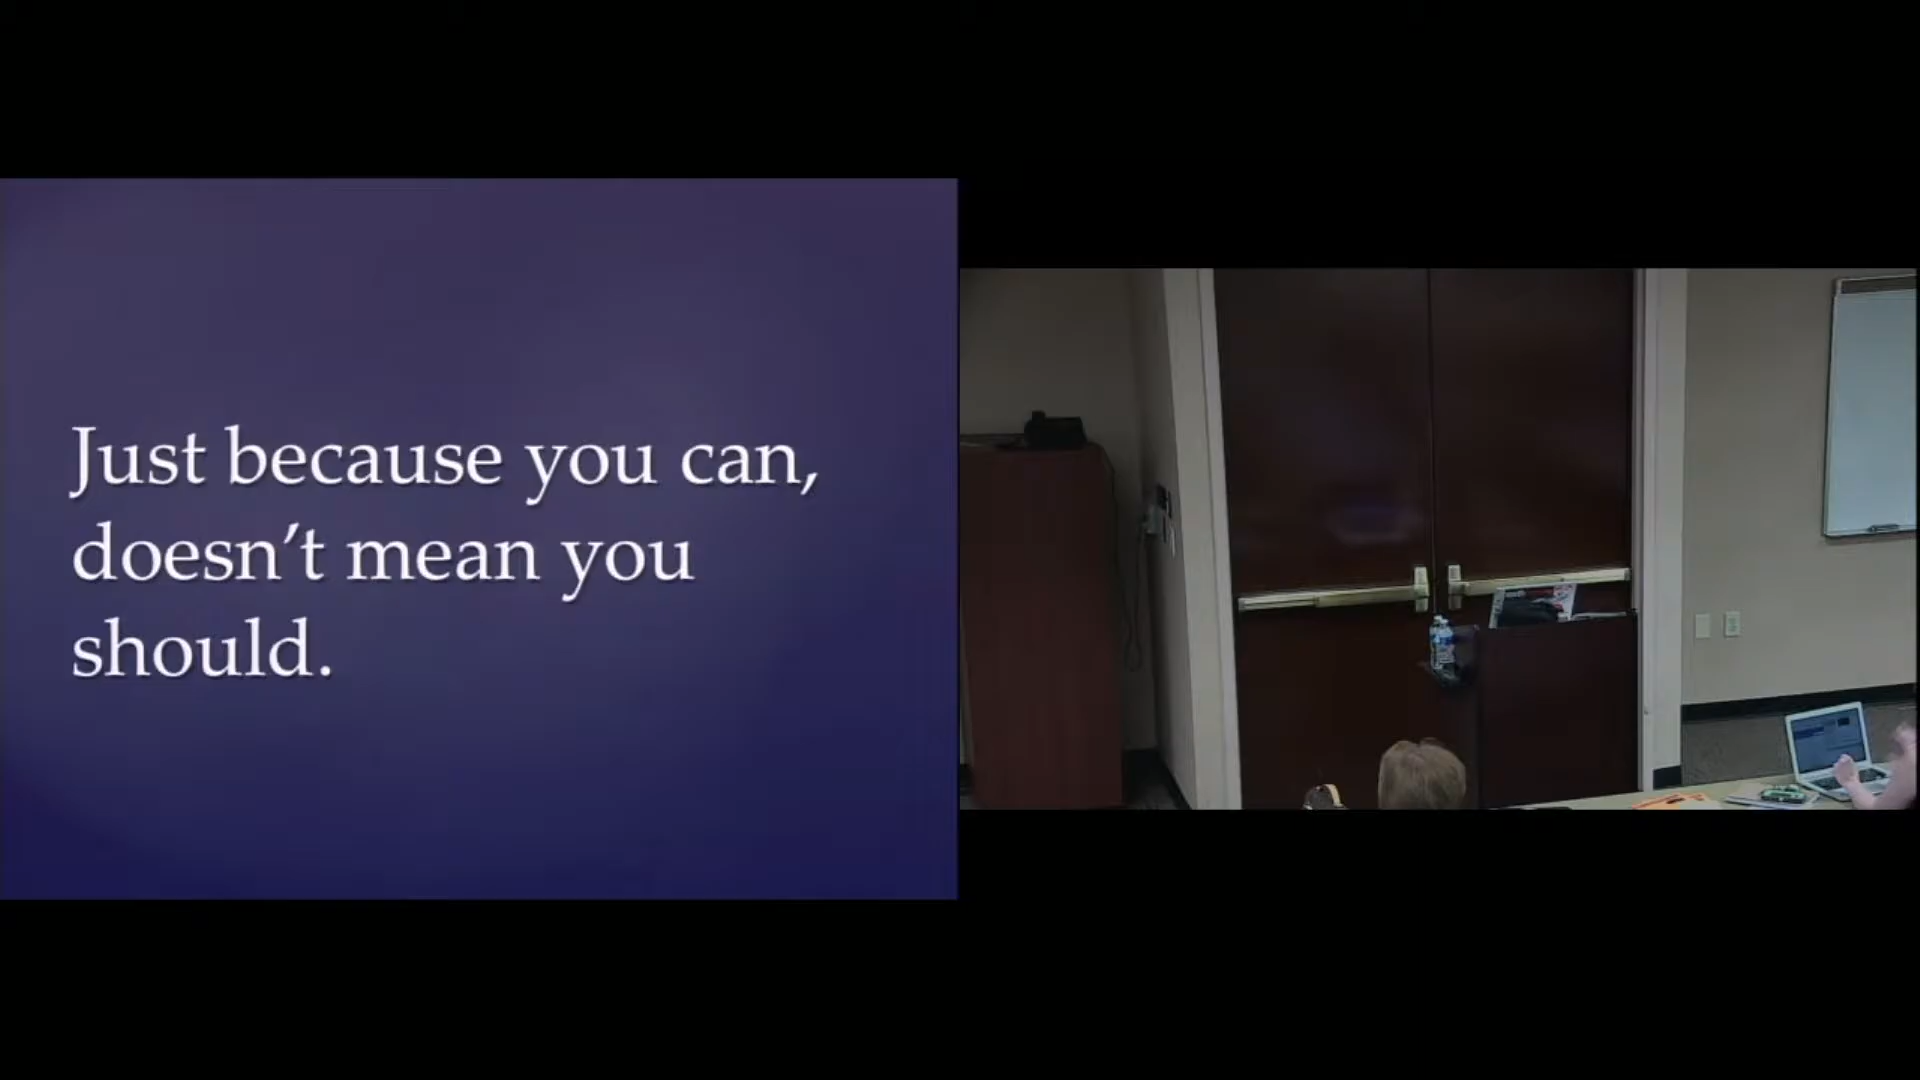 Just because you can,
doesn’t mean you
should.